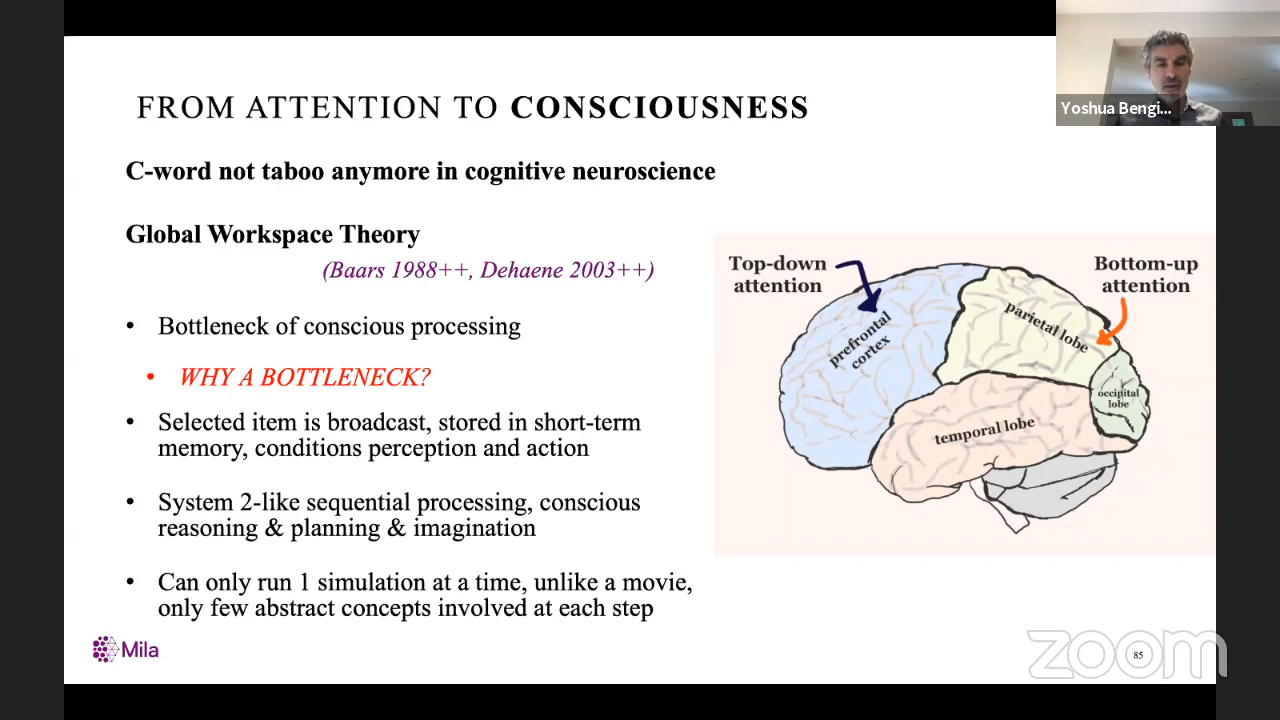 FROM ATTENTION TO CONSCIOUSNESS
Yoshua Bengi...
C-word not taboo anymore in cognitive neuroscience
Global Workspace Theory
(Baars 1988++, Dehaene 2003++)
• Bottleneck of conscious processing
• WHY A BOTTLENECK?
• Selected item is broadcast, stored in short-term
memory, conditions perception and action
• System 2-like sequential processing, conscious
reasoning & planning & imagination
• Can only run 1 simulation at a time, unlike a movie,
only few abstract concepts involved at each step
Top-down
attention
Bottom-up
attention
prefrontal
cortex
parietal lobe
occipital
lobe
temporal lobe
Mila
zoom
85